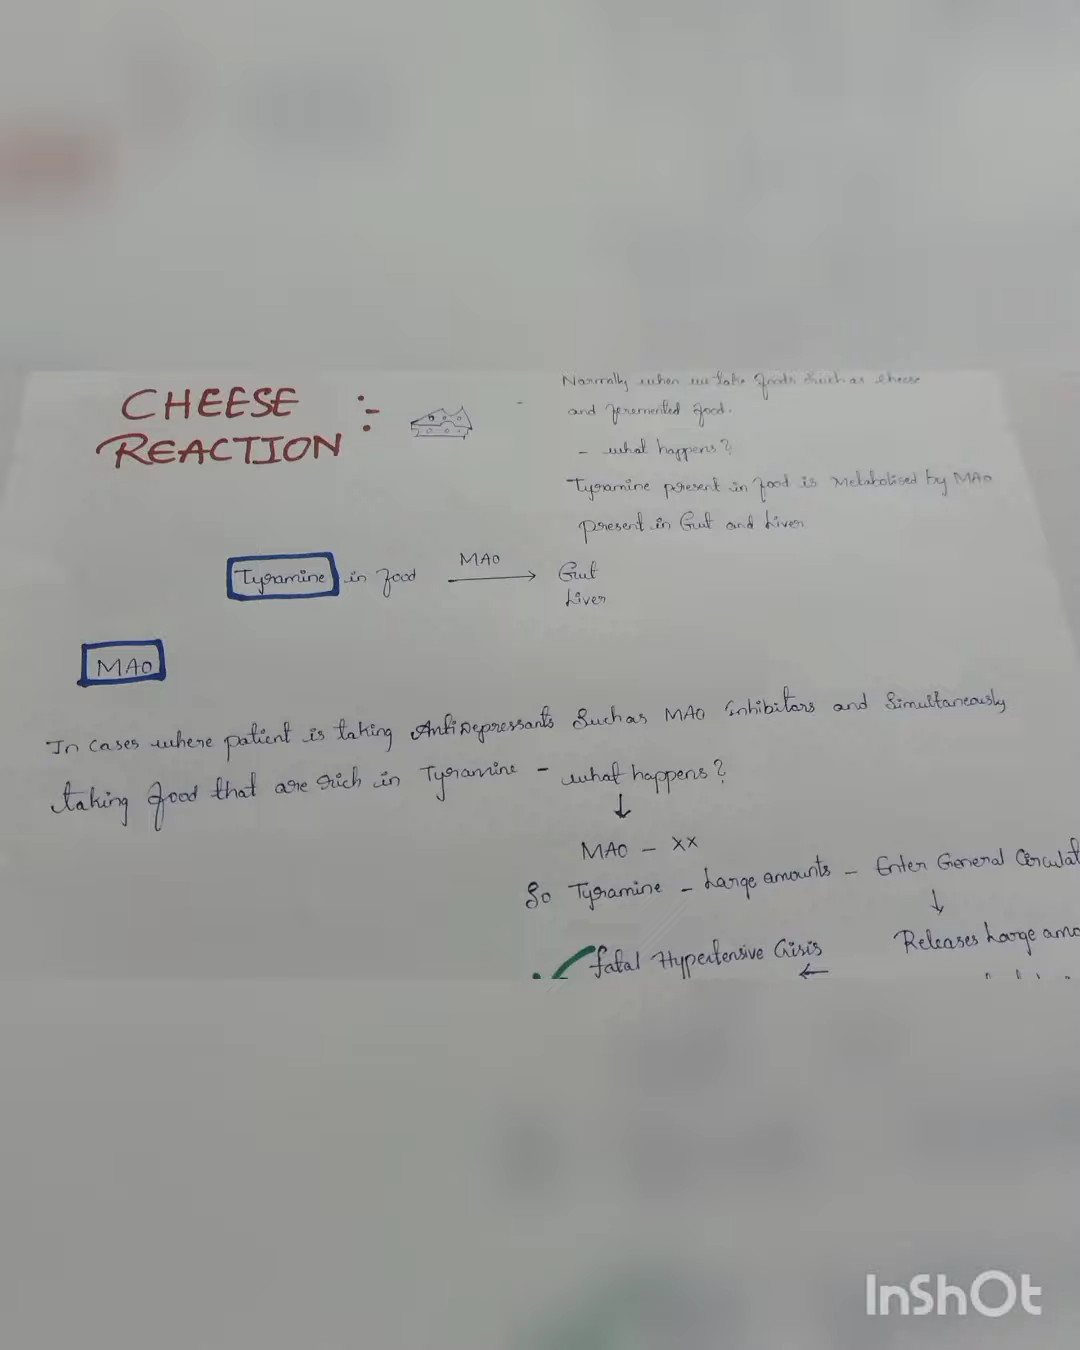 CHEESE :-
REACTION
Normally when we take foods such as cheese
and feremented food.
- what happens?
Tyramine present in food is Metabolised by MAO
present in Gut and Liver
Tyramine in food MAO → Gut
Liver
MAO
In cases where patient is taking AntiDepressants Such as MAO Inhibitors and Simultaneously
taking food that are rich in Tyramine - what happens?
↓
MAO - XX
So Tyramine - Large amounts - Enter General Circulat
↓
Releases Large amo
fatal Hypertensive Crisis ←
InShOt